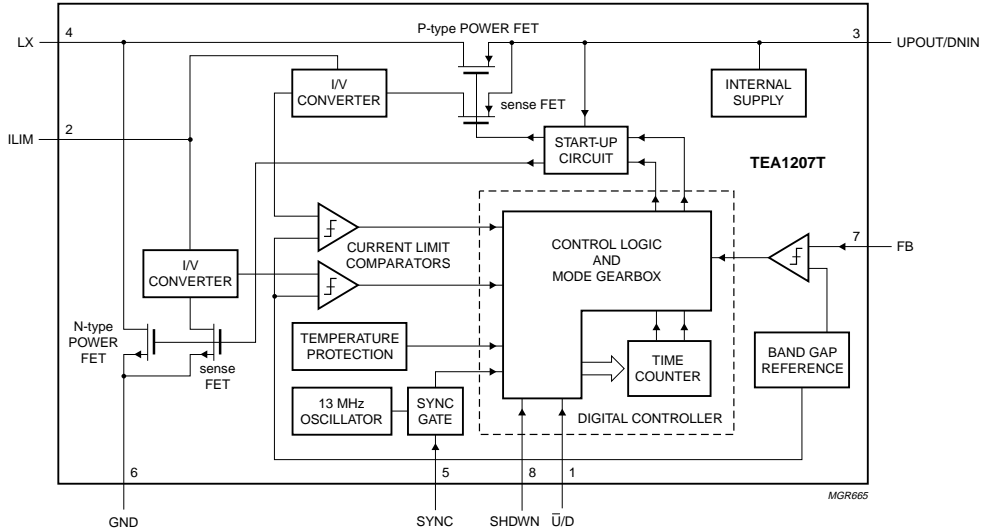 P-type POWER FET
LX
4
3
UPOUT/DNIN
I/V
CONVERTER
INTERNAL
SUPPLY
sense FET
2
ILIM
START-UP
CIRCUIT
TEA1207T
CURRENT LIMIT
COMPARATORS
CONTROL LOGIC
AND
MODE GEARBOX
7
FB
I/V
CONVERTER
N-type
POWER
FET
sense
FET
TEMPERATURE
PROTECTION
TIME
COUNTER
BAND GAP
REFERENCE
13 MHz
OSCILLATOR
SYNC
GATE
DIGITAL CONTROLLER
6
5
8
1
MGR665
GND
SYNC
SHDWN
U̅/D